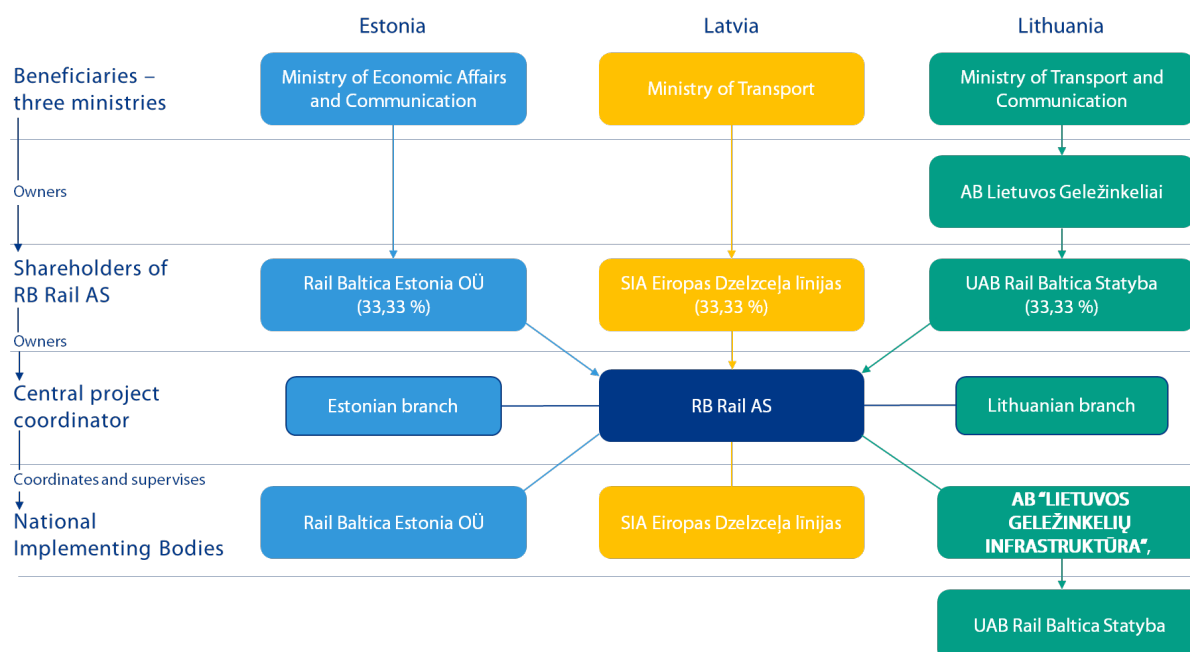 Estonia
Latvia
Lithuania
Beneficiaries –
three ministries
Ministry of Economic Affairs
and Communication
Ministry of Transport
Ministry of Transport and
Communication
Owners
AB Lietuvos Geležinkeliai
Shareholders of
RB Rail AS
Rail Baltica Estonia OÜ
(33,33 %)
SIA Eiropas Dzelzceļa līnijas
(33,33 %)
UAB Rail Baltica Statyba
(33,33 %)
Owners
Central project
coordinator
Estonian branch
RB Rail AS
Lithuanian branch
Coordinates and supervises
National
Implementing Bodies
Rail Baltica Estonia OÜ
SIA Eiropas Dzelzceļa līnijas
AB “LIETUVOS
GELEŽINKELIŲ
INFRASTRUKTŪRA”,
UAB Rail Baltica Statyba